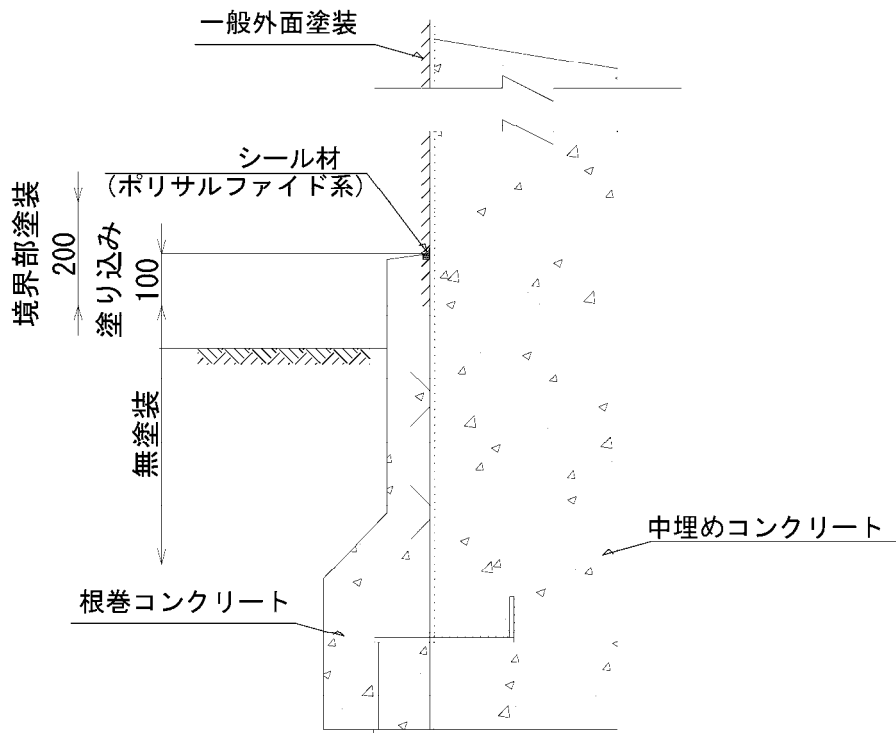 一般外面塗装
シール材
(ポリサルファイド系)
境界部塗装
200
塗り込み
100
無塗装
中埋めコンクリート
根巻コンクリート